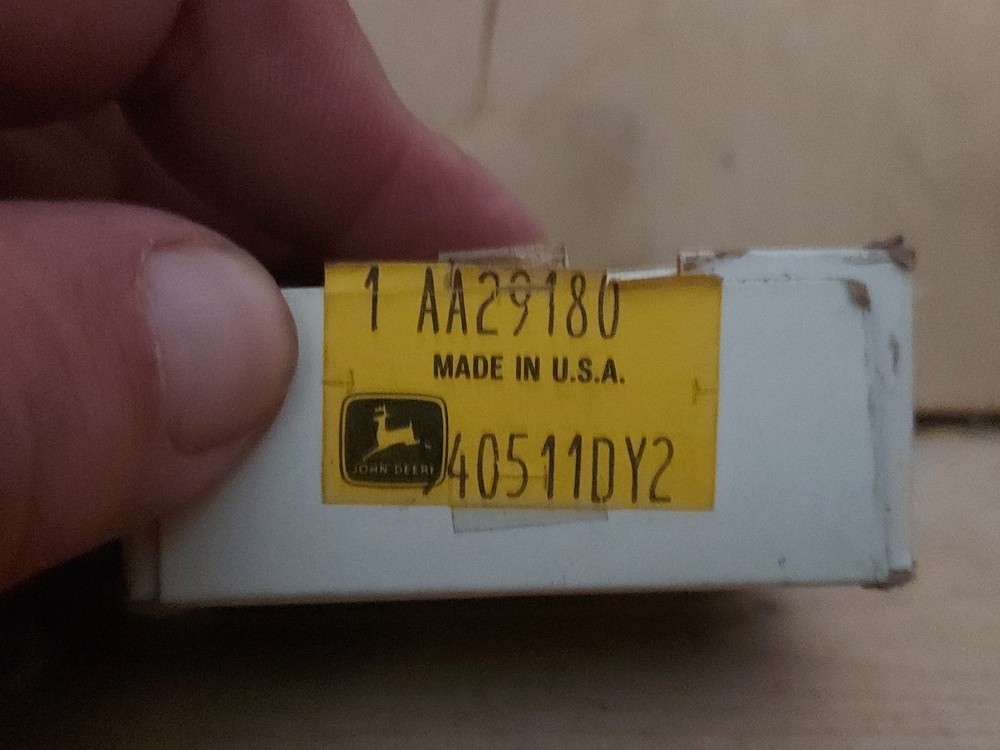 1 AA29180
MADE IN U.S.A.
JOHN DEERE
40511DY2